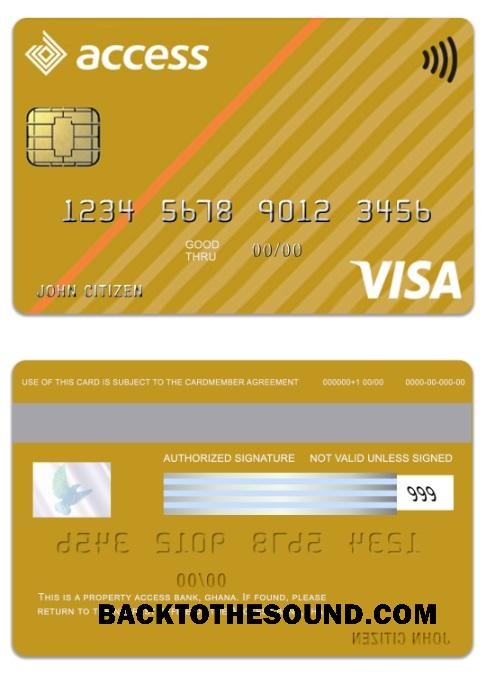 access
1234 5678 9012 3456
GOOD
THRU 00/00
JOHN CITIZEN
VISA
USE OF THIS CARD IS SUBJECT TO THE CARDMEMBER AGREEMENT 000000+1 00/00 0000-00-000-00
AUTHORIZED SIGNATURE NOT VALID UNLESS SIGNED
999
1234 5678 9012 3456
00/00
THIS IS A PROPERTY ACCESS BANK, GHANA. IF FOUND, PLEASE
RETURN TO
BACKTOTHESOUND.COM
JOHN CITIZEN